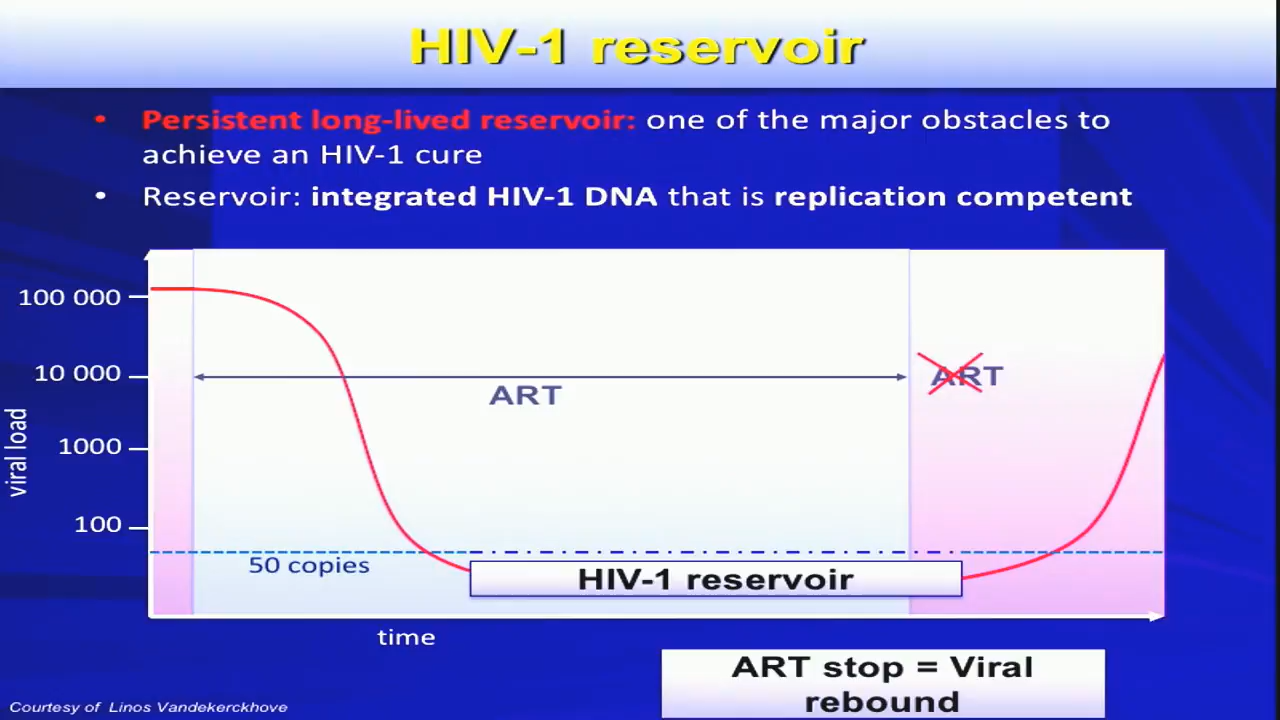 HIV-1 reservoir
• Persistent long-lived reservoir: one of the major obstacles to
achieve an HIV-1 cure
• Reservoir: integrated HIV-1 DNA that is replication competent
100 000
10 000
1000
100
viral load
ART
ART
50 copies
HIV-1 reservoir
time
ART stop = Viral
rebound
Courtesy of Linos Vandekerckhove